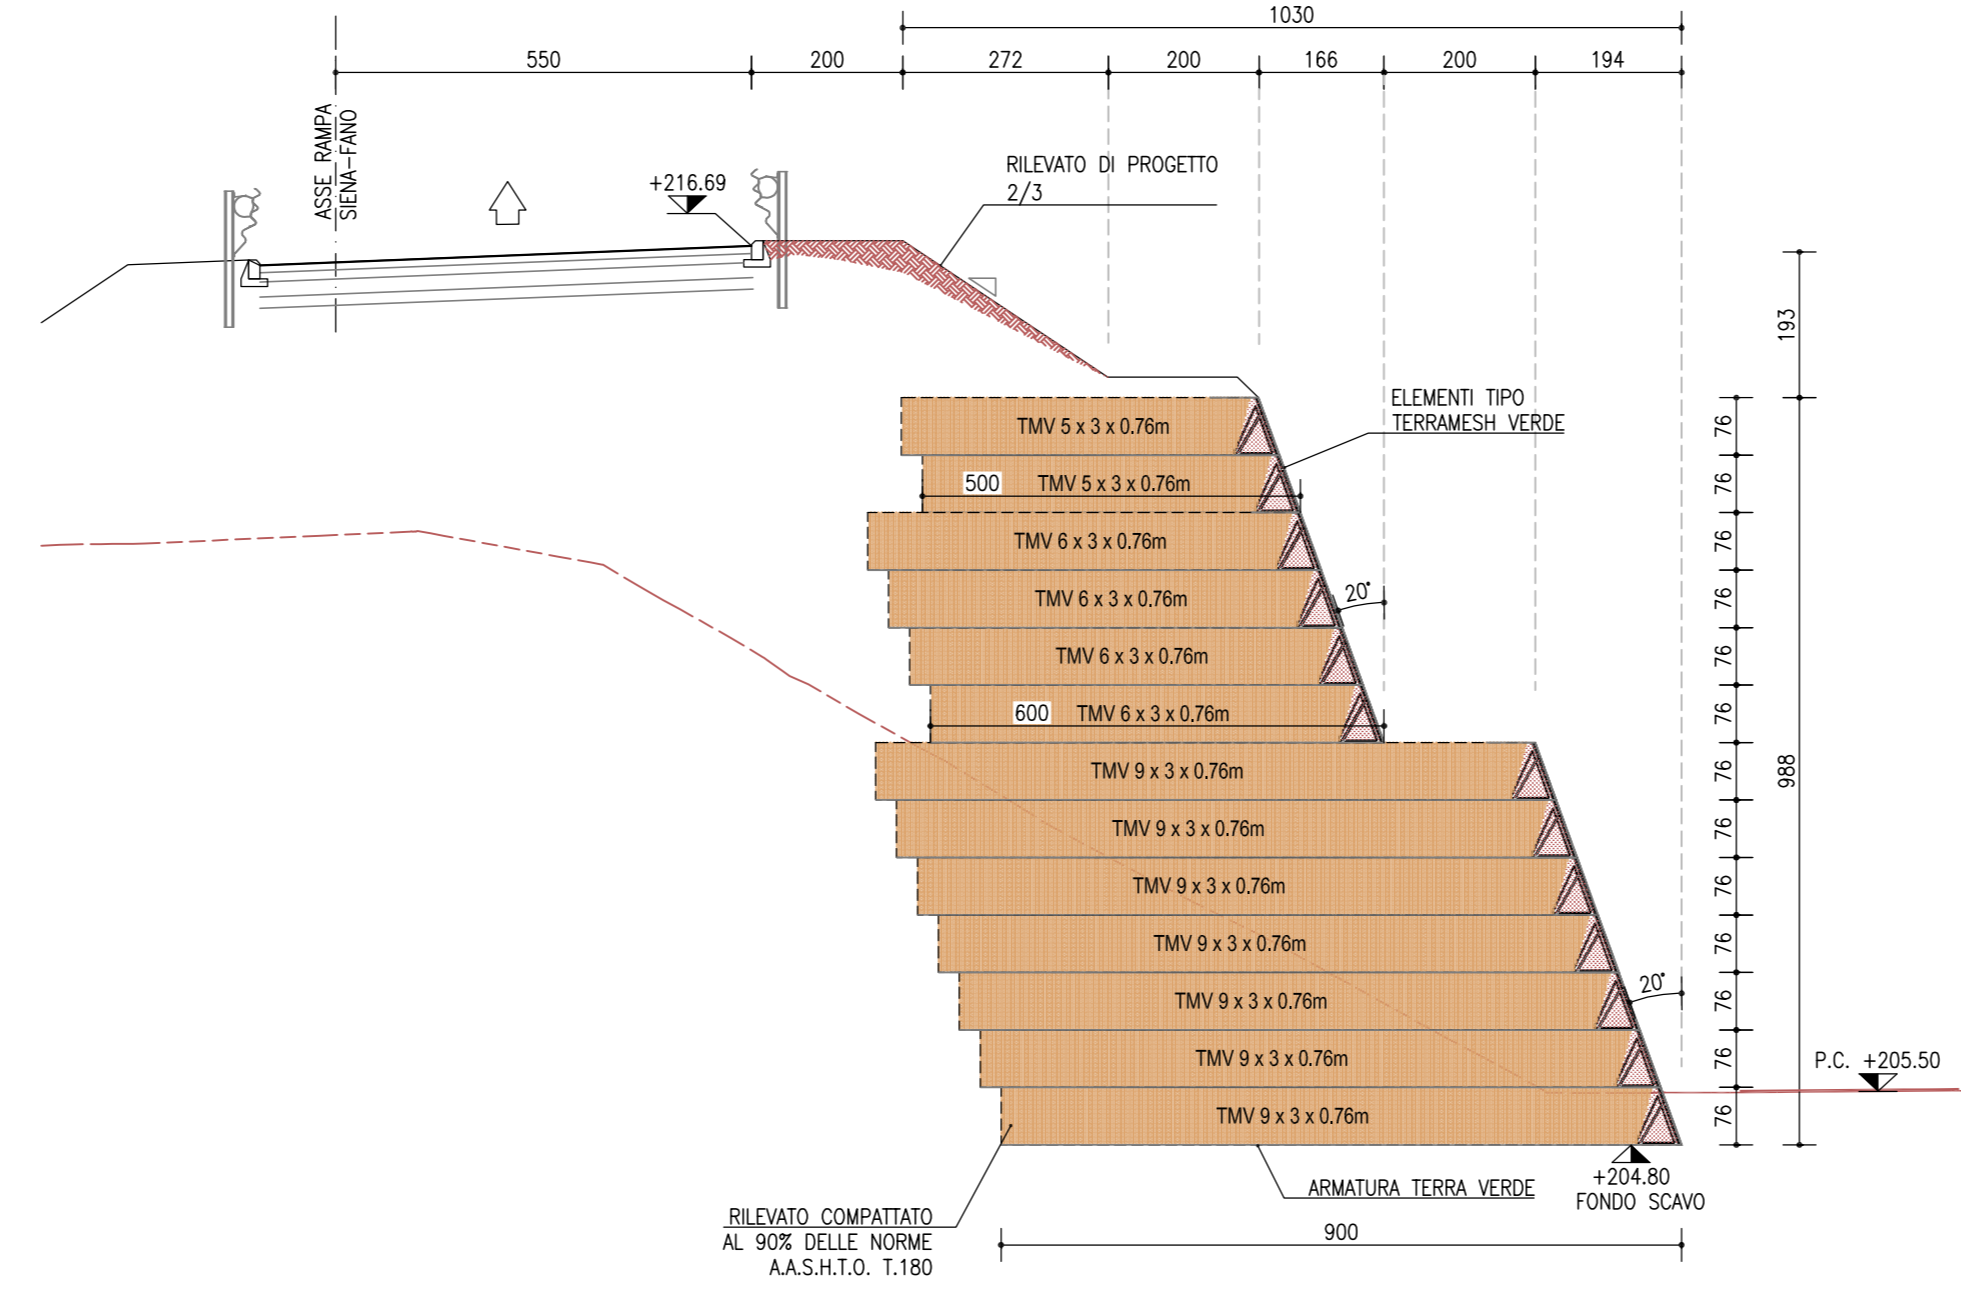 1030
550
200
272
200
166
200
194
ASSE RAMPA
SIENA-FANO
+216.69
RILEVATO DI PROGETTO
2/3
193
ELEMENTI TIPO
TERRAMESH VERDE
TMV 5 x 3 x 0.76m
76
500
TMV 5 x 3 x 0.76m
76
TMV 6 x 3 x 0.76m
76
TMV 6 x 3 x 0.76m
20°
76
TMV 6 x 3 x 0.76m
76
600
TMV 6 x 3 x 0.76m
76
TMV 9 x 3 x 0.76m
76
988
TMV 9 x 3 x 0.76m
76
TMV 9 x 3 x 0.76m
76
TMV 9 x 3 x 0.76m
76
TMV 9 x 3 x 0.76m
20°
76
TMV 9 x 3 x 0.76m
76
P.C. +205.50
TMV 9 x 3 x 0.76m
76
+204.80
FONDO SCAVO
ARMATURA TERRA VERDE
RILEVATO COMPATTATO
AL 90% DELLE NORME
A.A.S.H.T.O. T.180
900